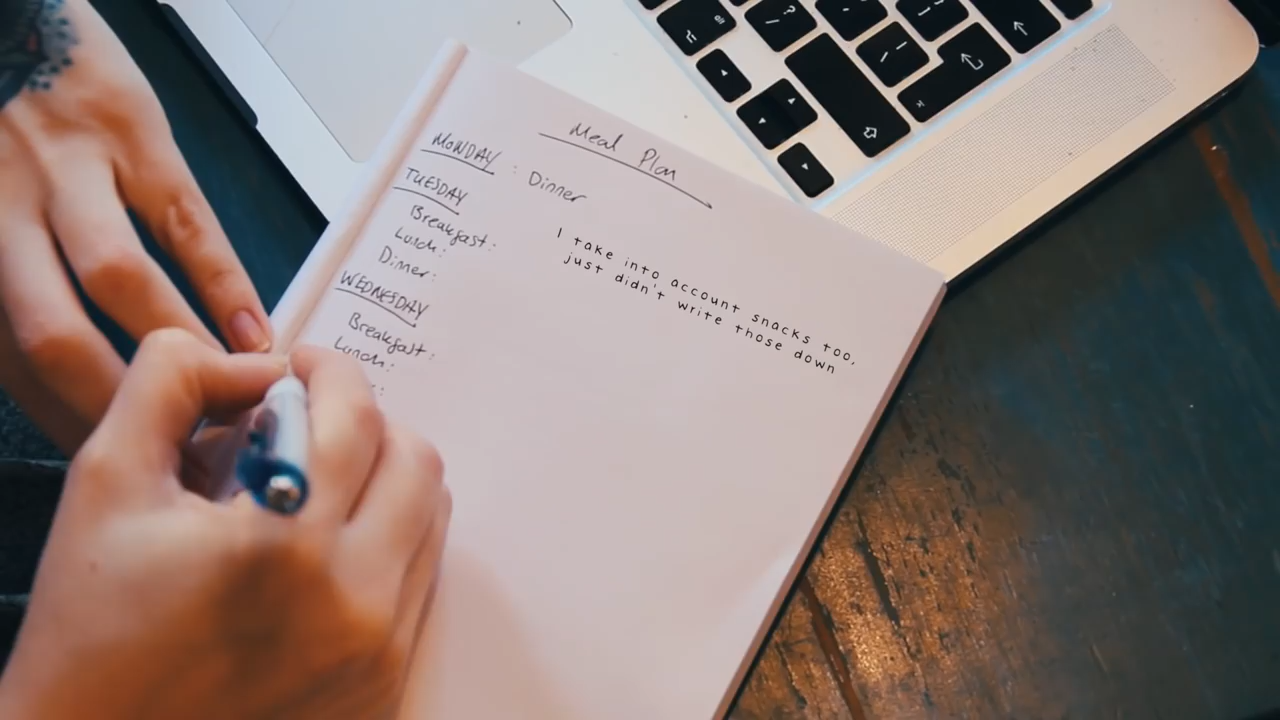 Meal Plan
MONDAY : Dinner
TUESDAY
Breakfast:
Lunch:
Dinner:
WEDNESDAY
Breakfast:
Lunch:
I take into account snacks too,
just didn't write those down